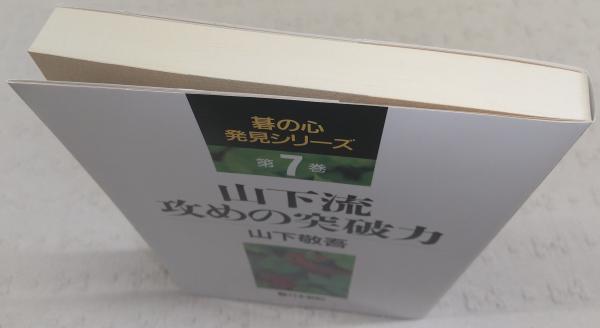 碁の心
発見シリーズ
第7巻
山下流
攻めの突破力
山下敬吾